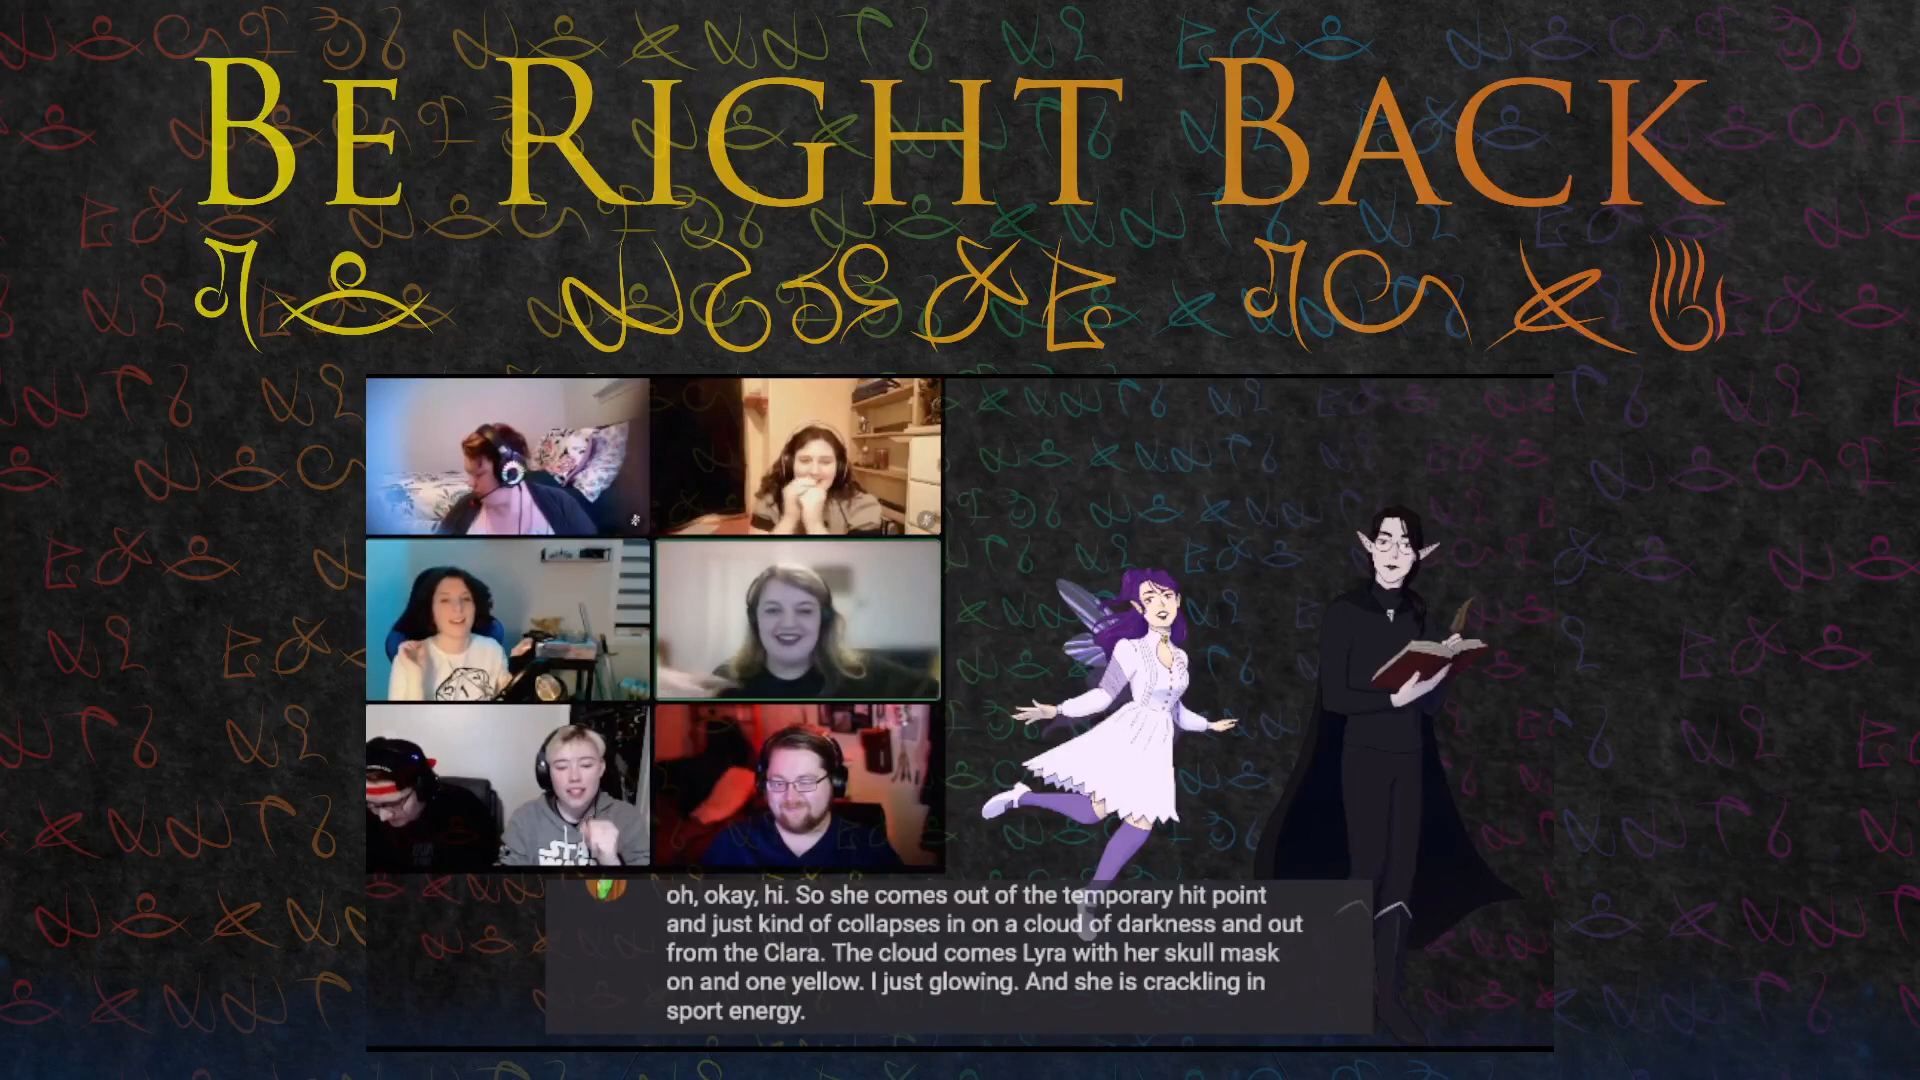 BE RIGHT BACK
oh, okay, hi. So she comes out of the temporary hit point
and just kind of collapses in on a cloud of darkness and out
from the Clara. The cloud comes Lyra with her skull mask
on and one yellow. I just glowing. And she is crackling in
sport energy.